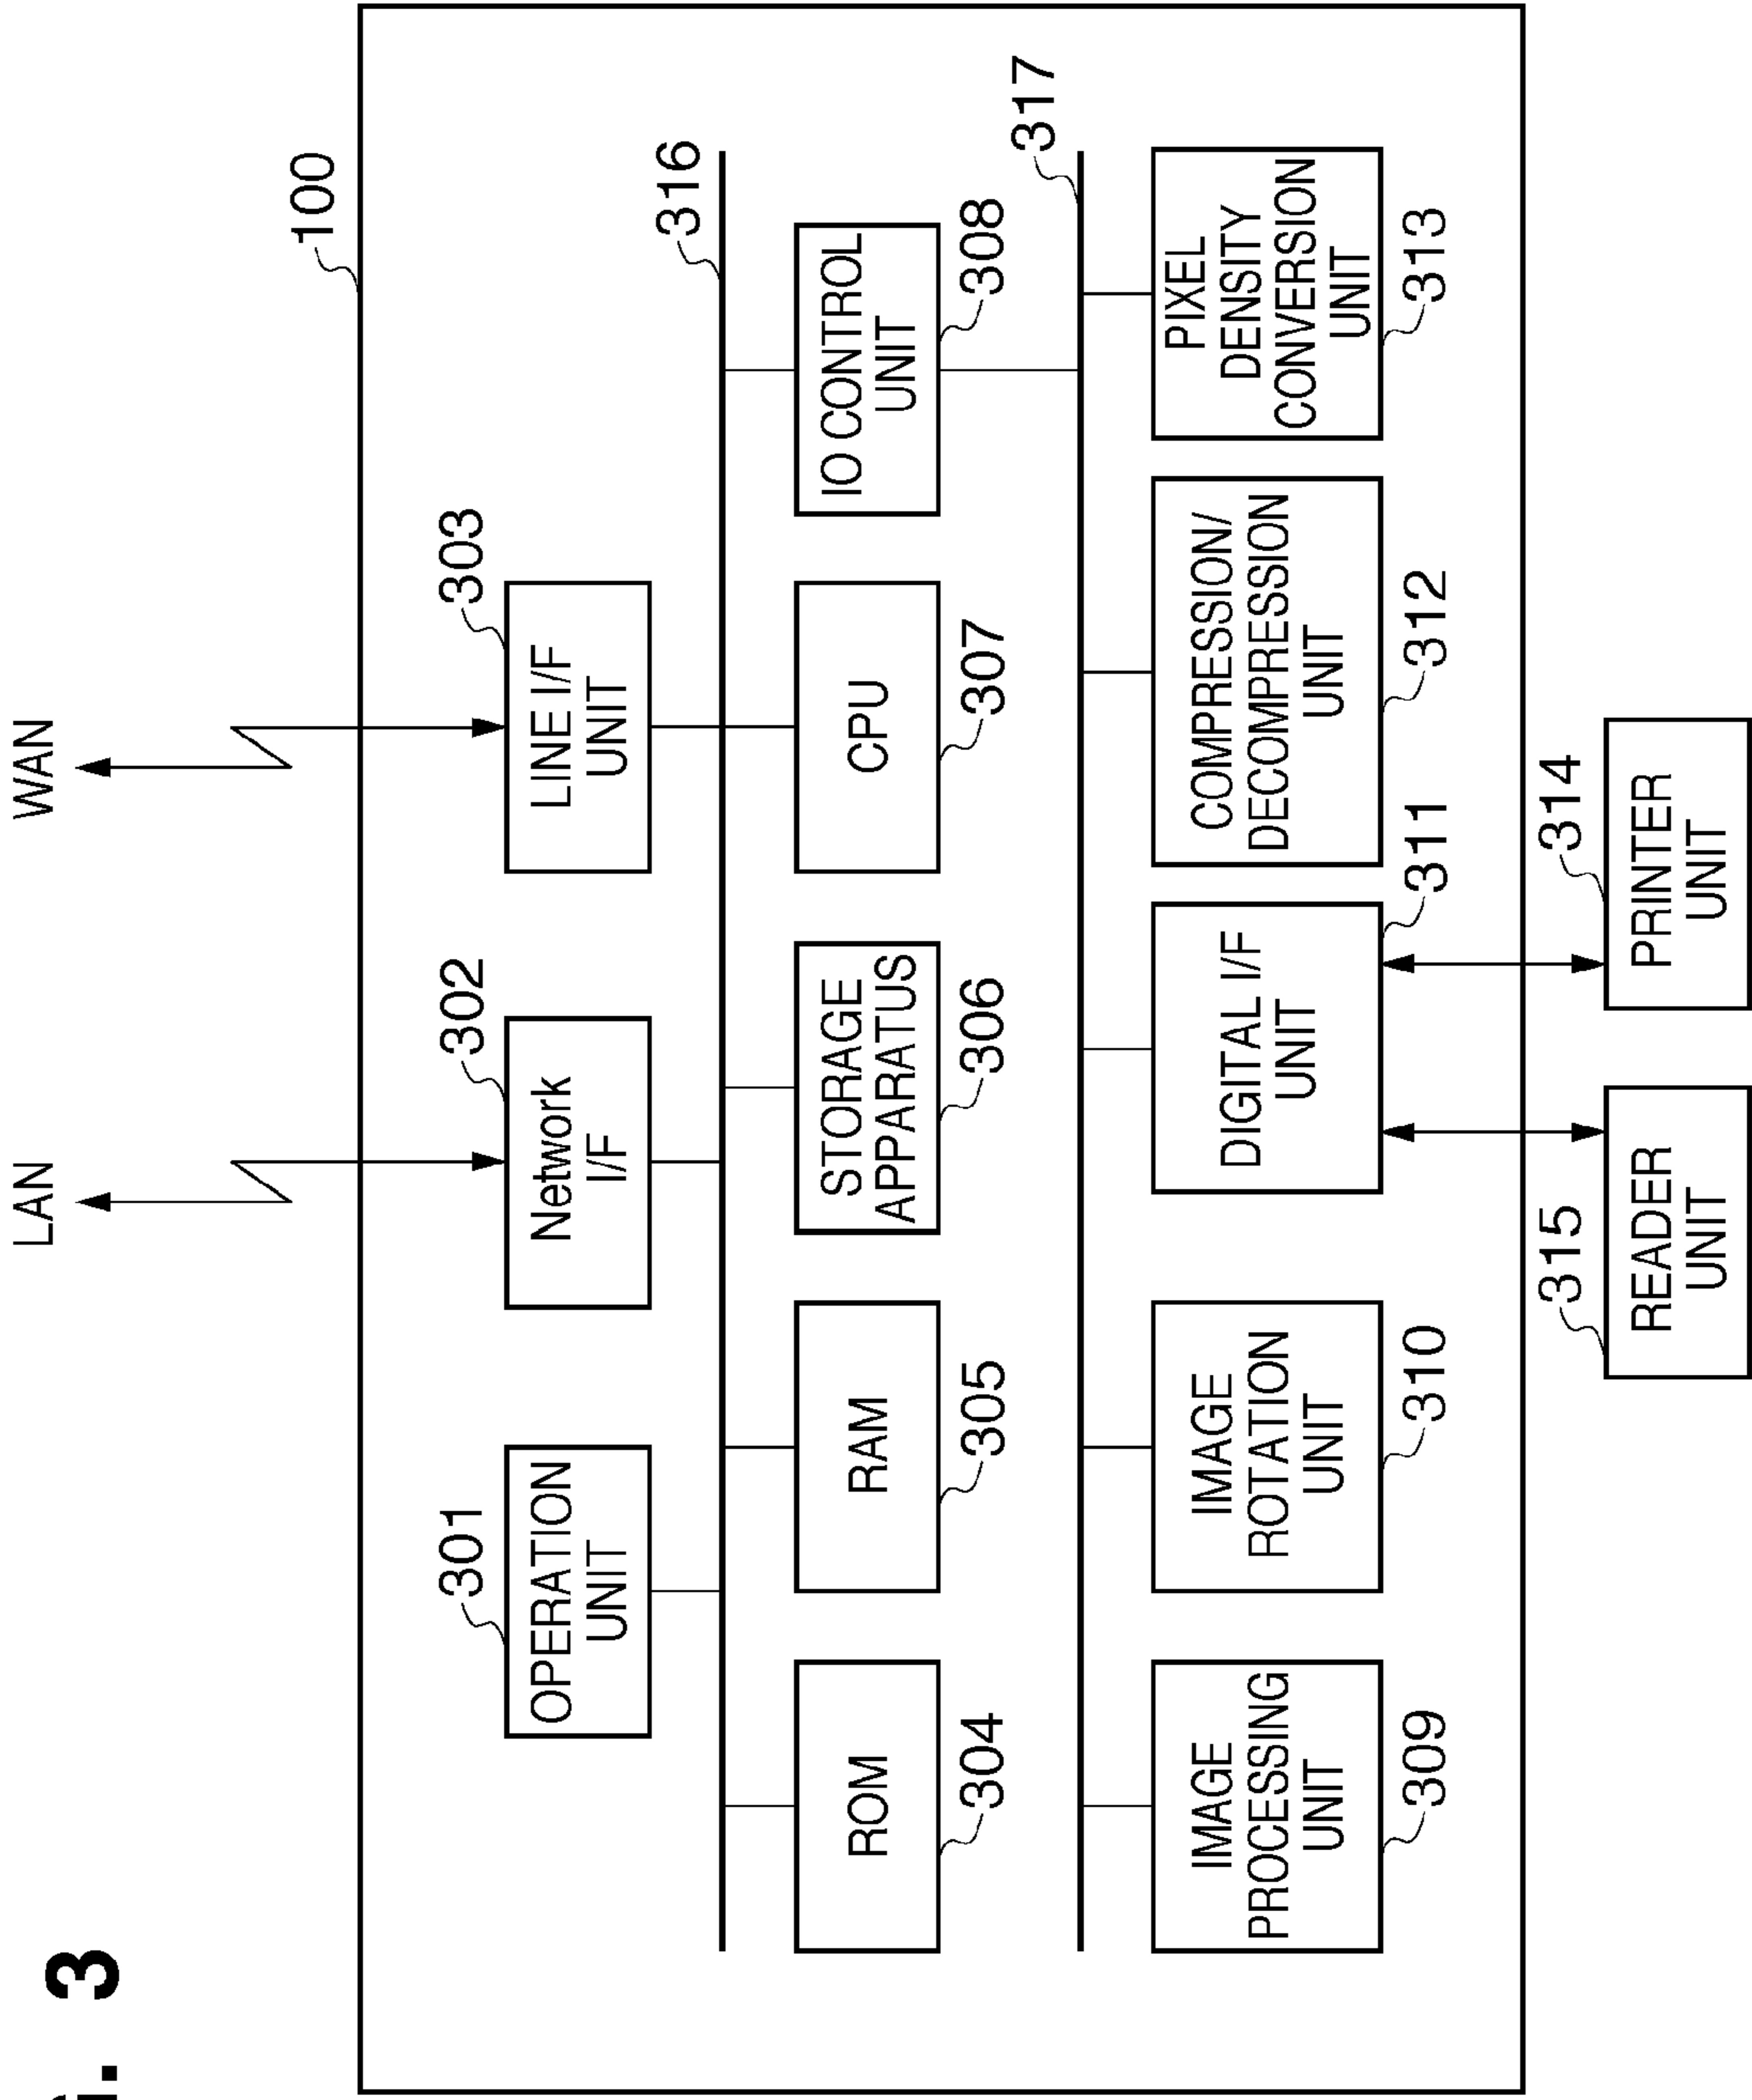 3
LAN
WAN
100
301
OPERATION
UNIT
302
Network
I/F
303
LINE I/F
UNIT
316
ROM
304
RAM
305
STORAGE
APPARATUS
306
CPU
307
IO CONTROL
UNIT
308
317
IMAGE
PROCESSING
UNIT
309
IMAGE
ROTATION
UNIT
310
DIGITAL I/F
UNIT
311
COMPRESSION/
DECOMPRESSION
UNIT
312
PIXEL
DENSITY
CONVERSION
UNIT
313
315
READER
UNIT
314
PRINTER
UNIT